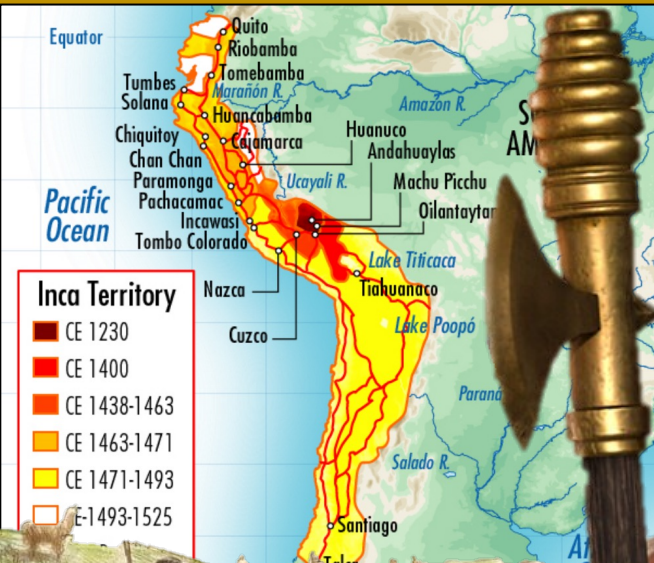 Quito
Equator
Riobamba
Tomebamba
Tumbes
Marañón R.
Solana
Amazon R.
Huancabamba
Chiquitoy
Cajamarca
Huanuco
Chan Chan
Andahuaylas
Paramonga
Ucayali R.
Machu Picchu
Pachacamac
Pacific
Ocean
Oilantaytar
Incawasi
Tombo Colorado
Lake Titicaca
Nazca
Tiahuanaco
Inca Territory
Lake Poopó
CE 1230
Cuzco
CE 1400
CE 1438-1463
Paraná
CE 1463-1471
Salado R.
CE 1471-1493
E-1493-1525
Santiago